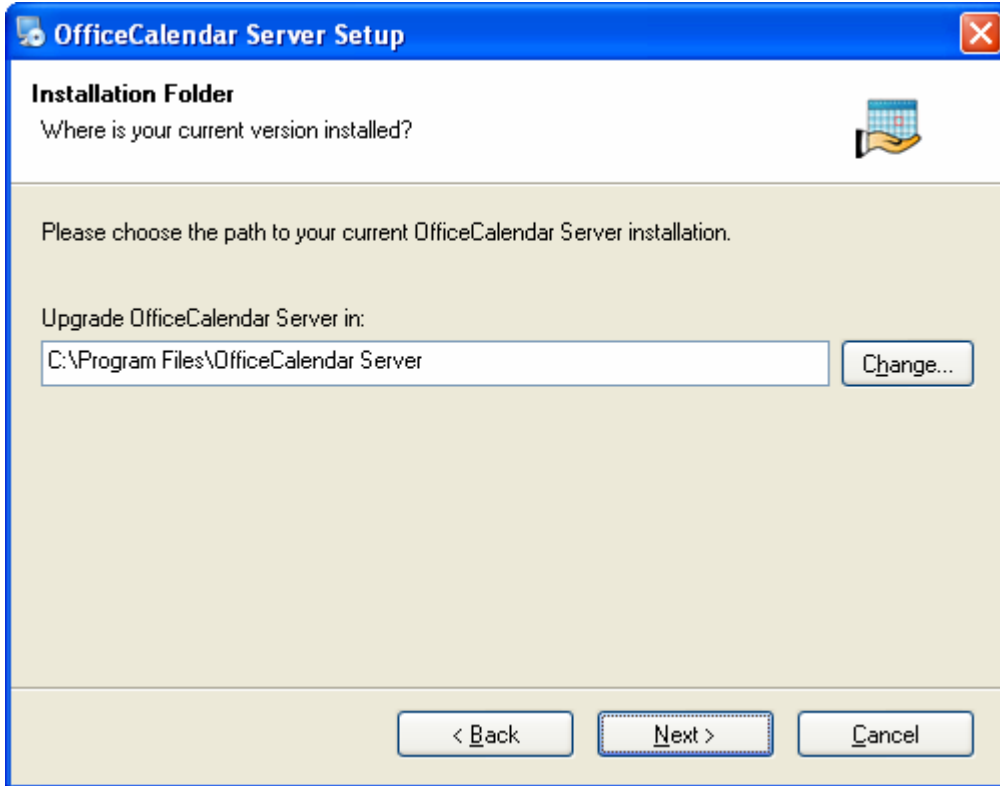 OfficeCalendar Server Setup
Installation Folder
Where is your current version installed?
Please choose the path to your current OfficeCalendar Server installation.
Upgrade OfficeCalendar Server in:
C:\Program Files\OfficeCalendar Server
Change...
< Back
Next >
Cancel